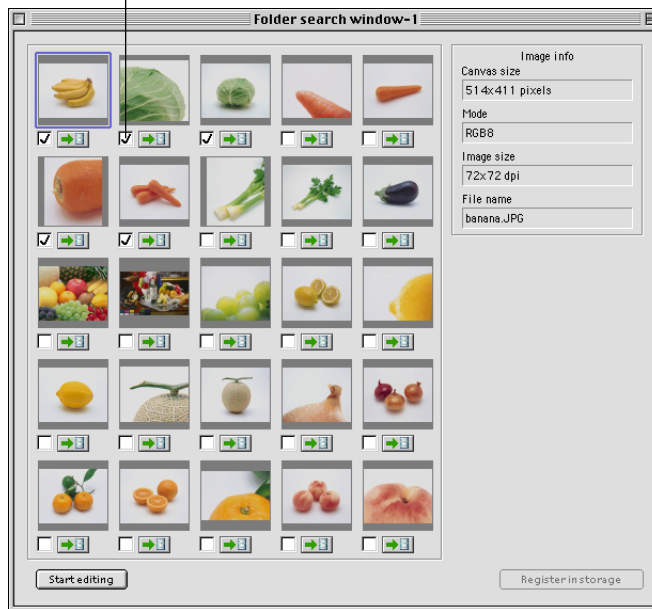 Folder search window-1
Image info
Canvas size
514x411 pixels
Mode
RGB8
Image size
72x72 dpi
File name
banana.JPG
Start editing
Register in storage